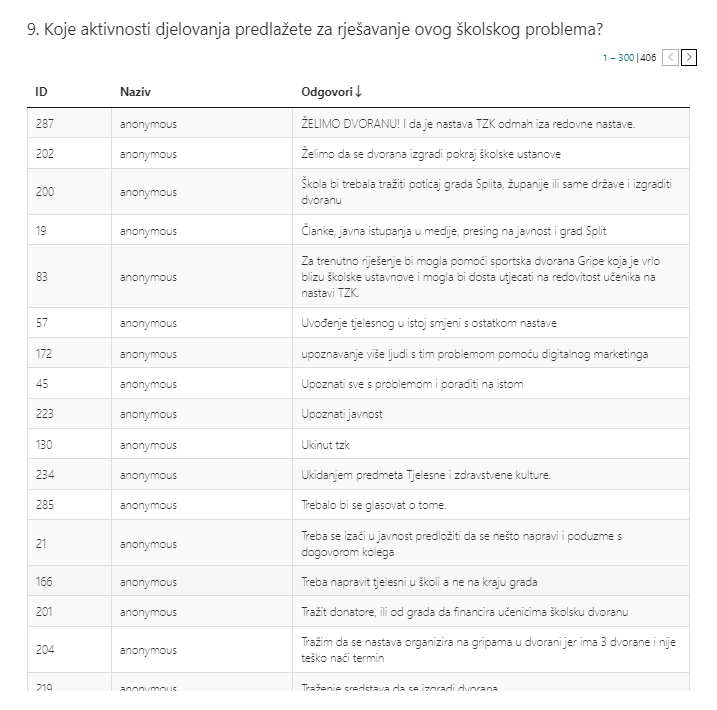 9. Koje aktivnosti djelovanja predlažete za rješavanje ovog školskog problema?
1 – 300 | 406
ID Naziv Odgovori ↓
287 anonymous ŽELIMO DVORANU! I da je nastava TZK odmah iza redovne nastave.
202 anonymous Želimo da se dvorana izgradi pokraj školske ustanove
200 anonymous Škola bi trebala tražiti poticaj grada Splita, županije ili same države i izgraditi
dvoranu
19 anonymous Članke, javna istupanja u medije, presing na javnost i grad Split
Za trenutno riješenje bi mogla pomoći sportska dvorana Gripe koja je vrlo
83 anonymous blizu školske ustavnove i mogla bi dosta utjecati na redovitost učenika na
nastavi TZK.
57 anonymous Uvođenje tjelesnog u istoj smjeni s ostatkom nastave
172 anonymous upoznavanje više ljudi s tim problemom pomoću digitalnog marketinga
45 anonymous Upoznati sve s problemom i poraditi na istom
223 anonymous Upoznati javnost
130 anonymous Ukinut tzk
234 anonymous Ukidanjem predmeta Tjelesne i zdravstvene kulture.
285 anonymous Trebalo bi se glasovat o tome.
21 anonymous Treba se izaći u javnost predložiti da se nešto napravi i poduzme s
dogovorom kolega
166 anonymous Treba napravit tjelesni u školi a ne na kraju grada
201 anonymous Tražit donatore, ili od grada da financira učenicima školsku dvoranu
204 anonymous Tražim da se nastava organizira na gripama u dvorani jer ima 3 dvorane i nije
teško naći termin
219 anonymous Traženje sredstava da se izgradi dvorana